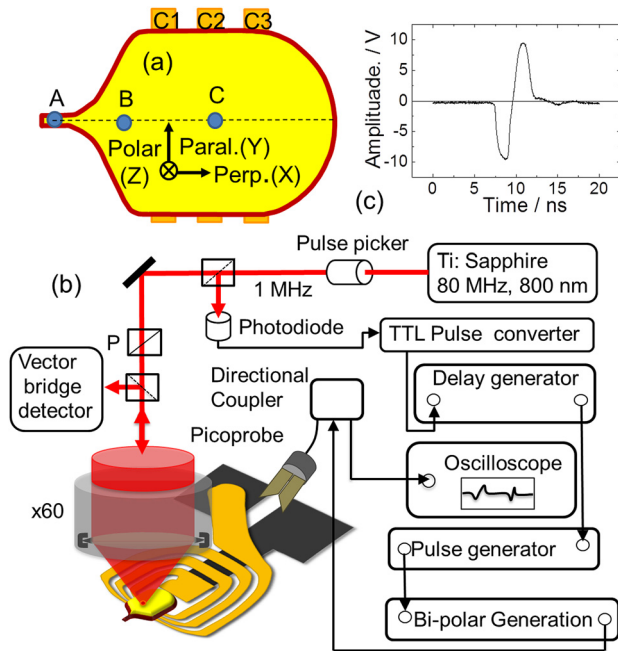 C1 C2 C3
(a)
A
B
C
Polar
(Z)
Paral.(Y)
Perp.(X)
(c)
Amplituade. / V
10
5
0
-5
-10
0 5 10 15 20
Time / ns
(b)
Pulse picker
Ti: Sapphire
80 MHz, 800 nm
1 MHz
P
Photodiode
TTL Pulse converter
Vector
bridge
detector
Directional
Coupler
Delay generator
Picoprobe
Oscilloscope
x60
Pulse generator
Bi-polar Generation